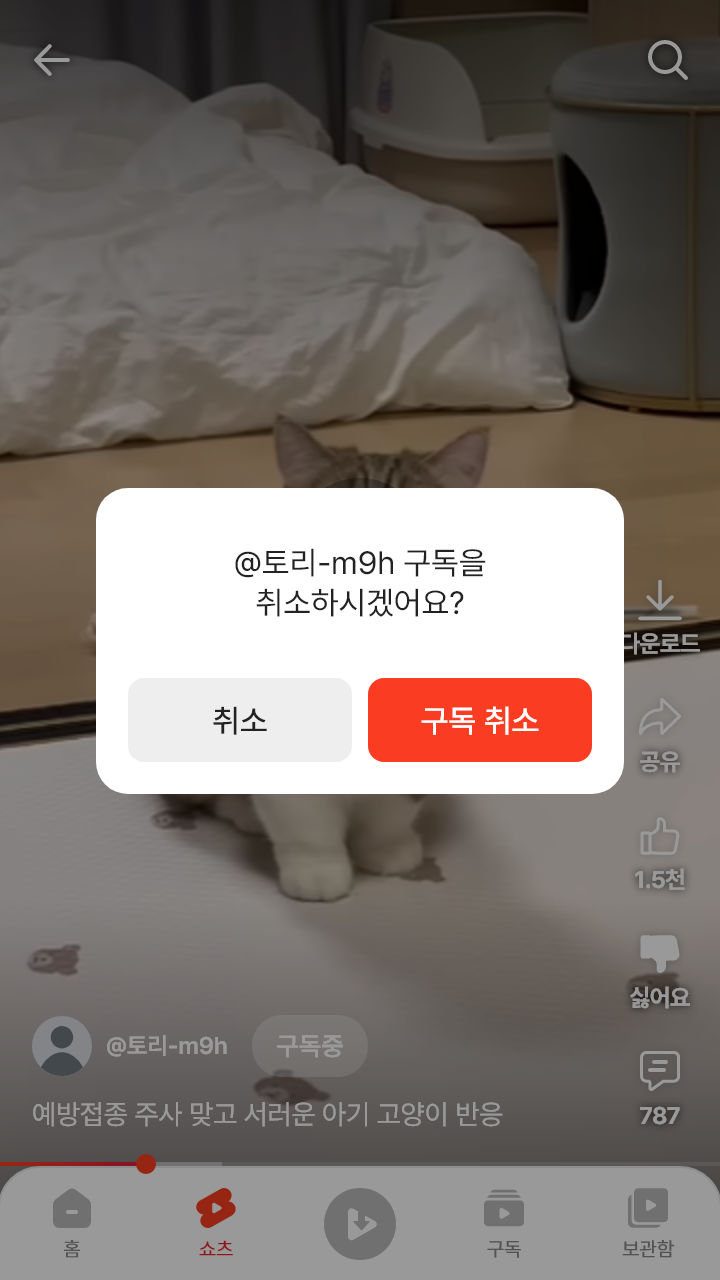 @토리-m9h 구독을
취소하시겠어요?
취소
구독 취소
다운로드
공유
1.5천
싫어요
787
@토리-m9h
구독중
예방접종 주사 맞고 서러운 아기 고양이 반응
홈
쇼츠
구독
보관함